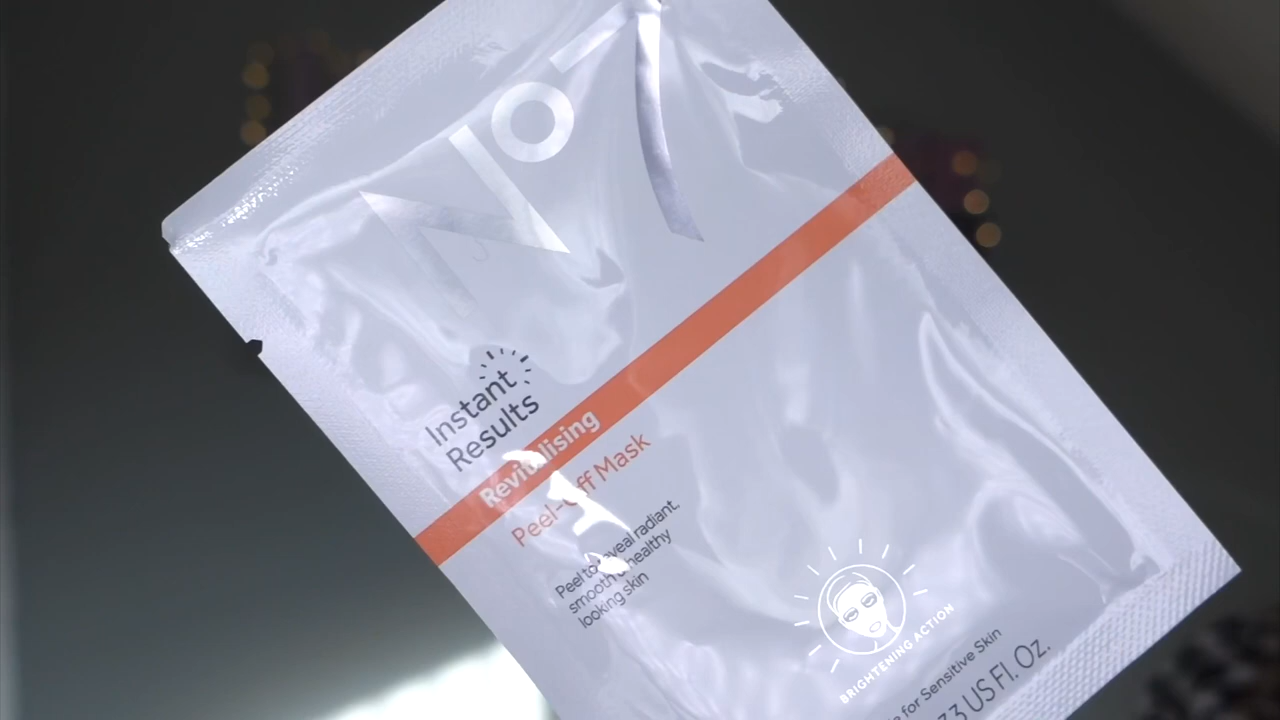 No7
Instant
Results
Revitalising
Peel-Off Mask
Peel to reveal radiant.
smooth healthy
looking skin
BRIGHTENING ACTION
for Sensitive Skin
US Fl. Oz.